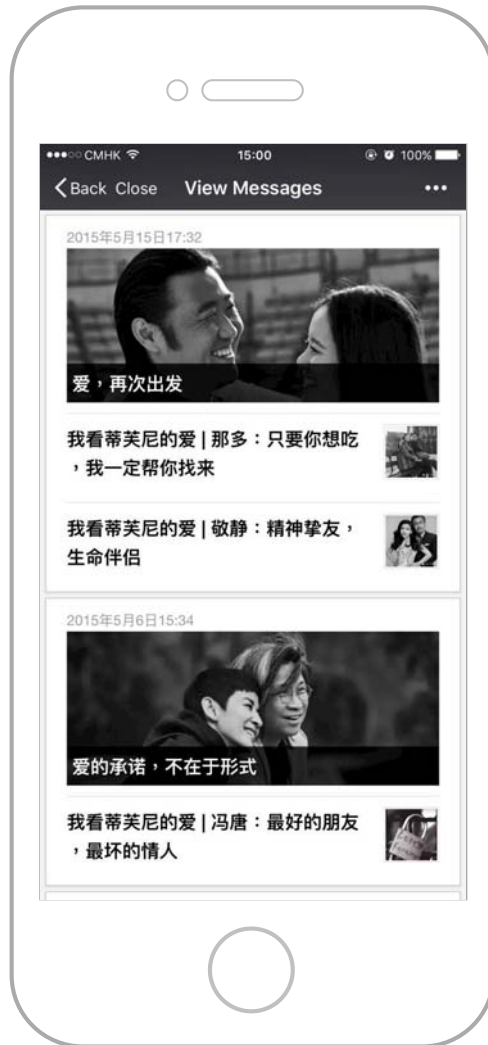 CMHK 15:00 100%
Back Close View Messages
2015年5月15日17:32
爱，再次出发
我看蒂芙尼的爱 | 那多：只要你想吃
，我一定帮你找来
我看蒂芙尼的爱 | 敬静：精神挚友，
生命伴侣
2015年5月6日15:34
爱的承诺，不在于形式
我看蒂芙尼的爱 | 冯唐：最好的朋友
，最坏的情人